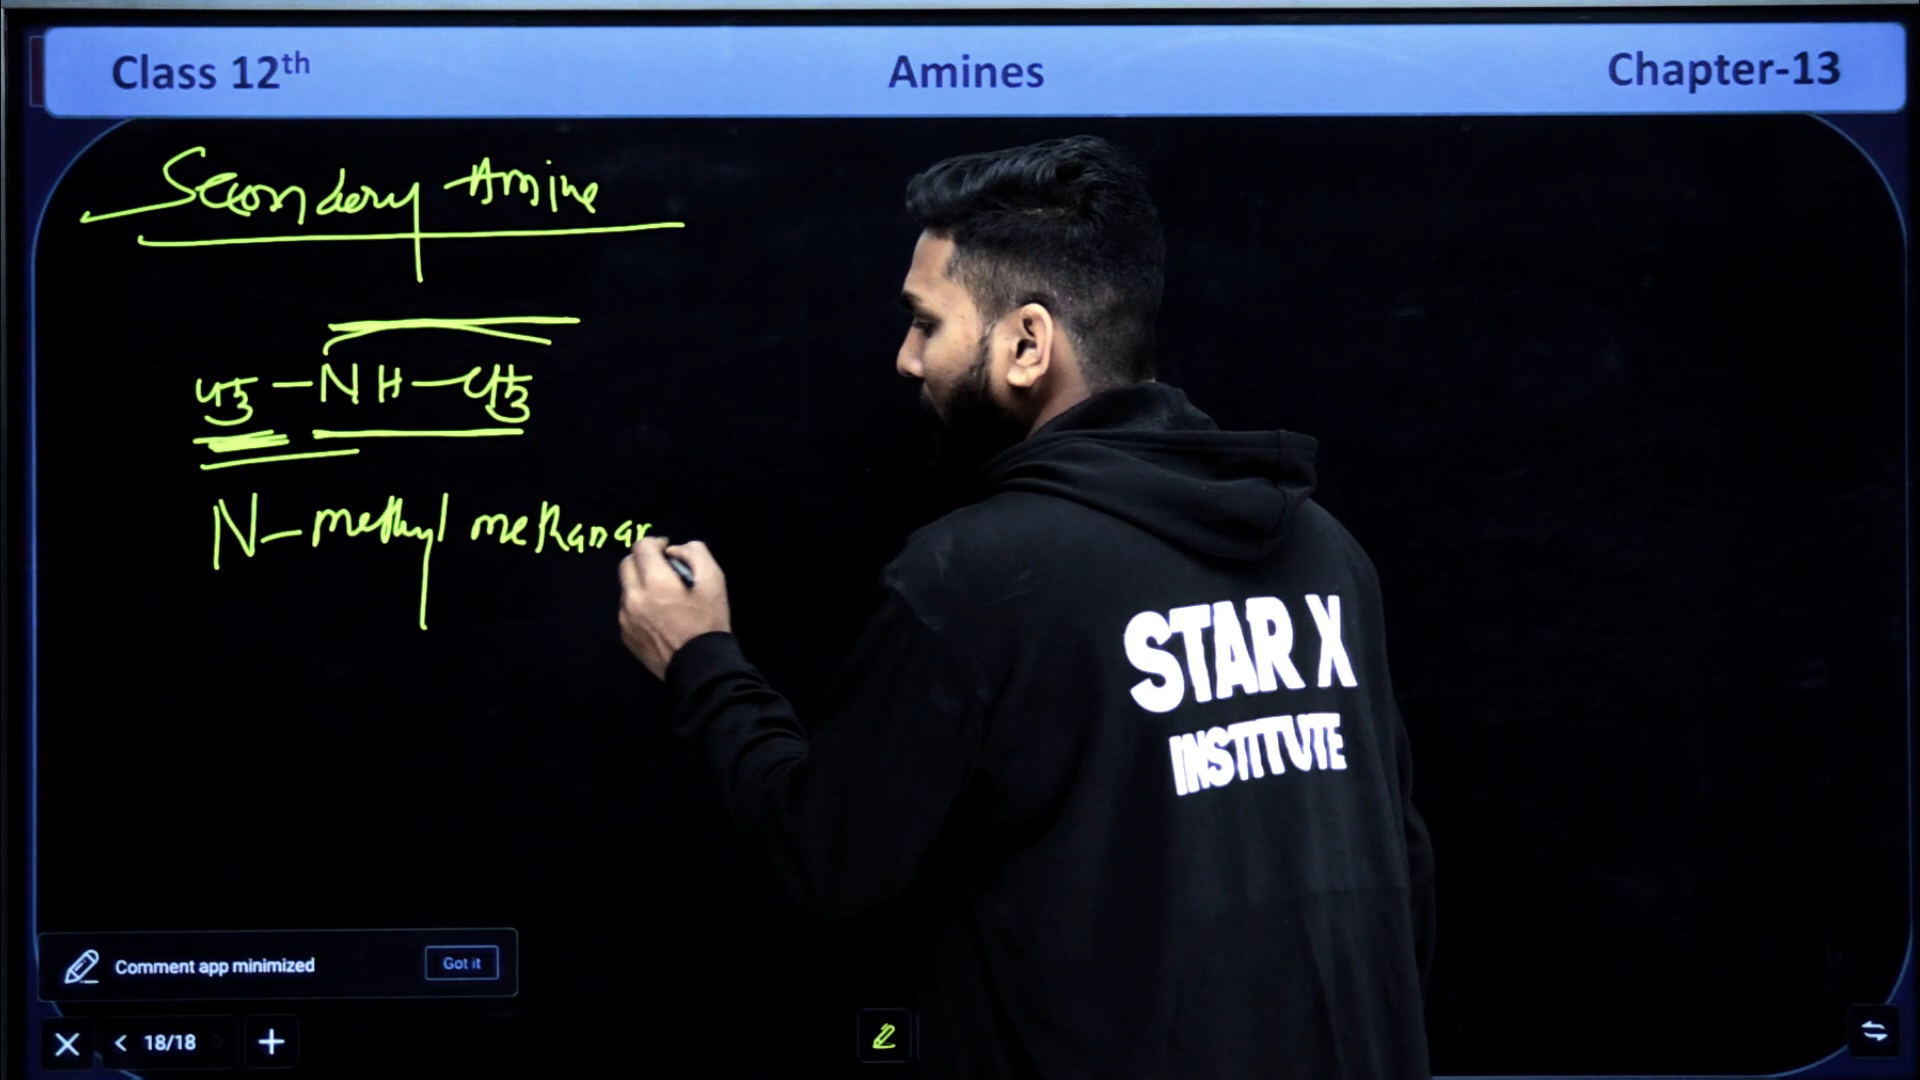 Class 12th Amines Chapter-13
Secondary Amine
CH3 — NH — CH3
N-methyl methanam
STAR X
INSTITUTE
Comment app minimized Got it
18/18